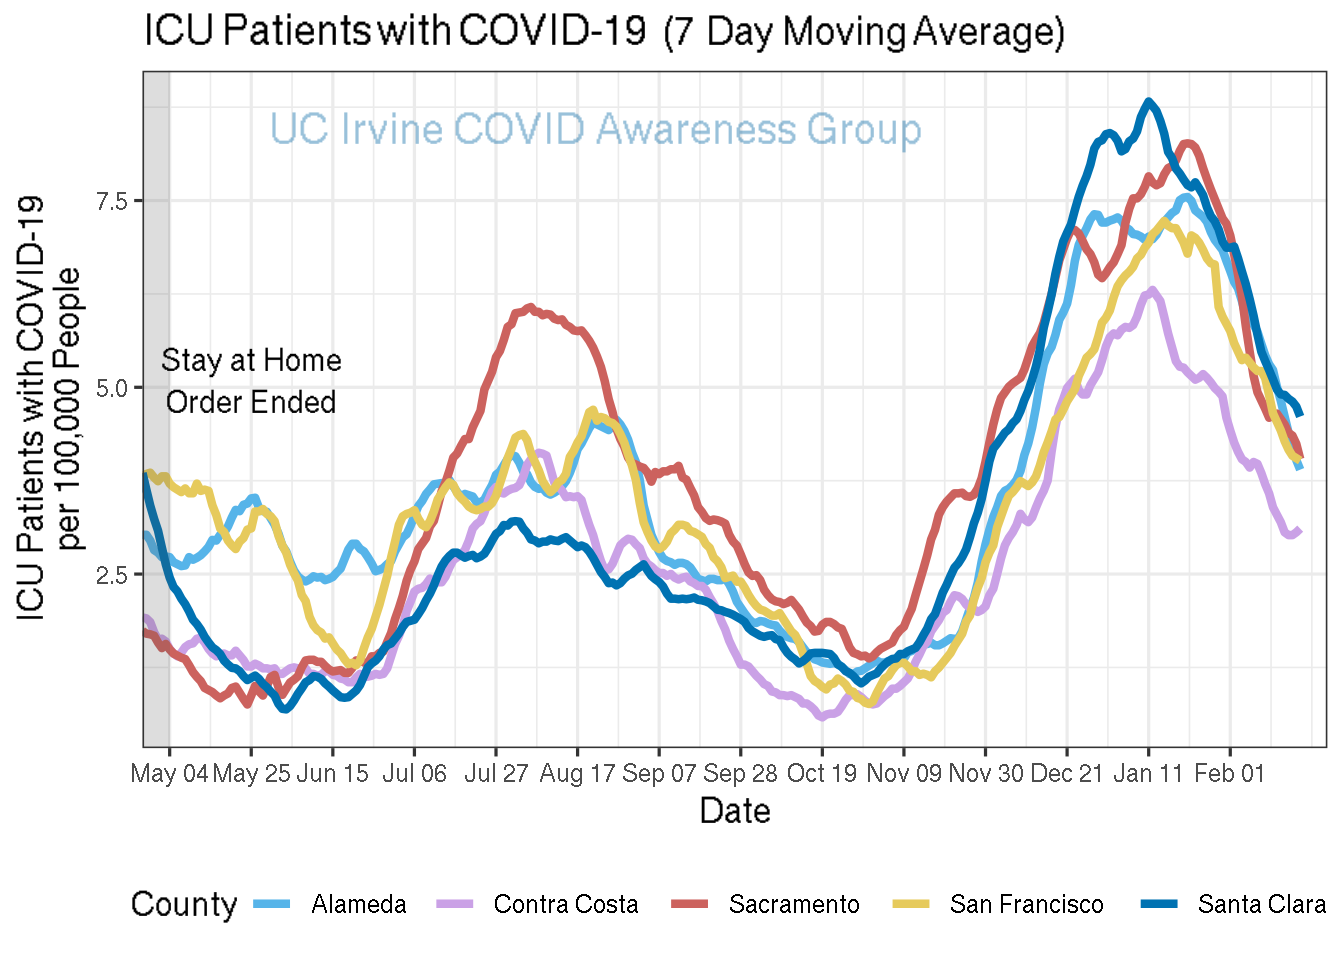 ICU Patients with COVID-19 (7 Day Moving Average)
UC Irvine COVID Awareness Group
ICU Patients with COVID-19
per 100,000 People
7.5
5.0
2.5
Stay at Home
Order Ended
May 04 May 25 Jun 15 Jul 06 Jul 27 Aug 17 Sep 07 Sep 28 Oct 19 Nov 09 Nov 30 Dec 21 Jan 11 Feb 01
Date
County Alameda Contra Costa Sacramento San Francisco Santa Clara